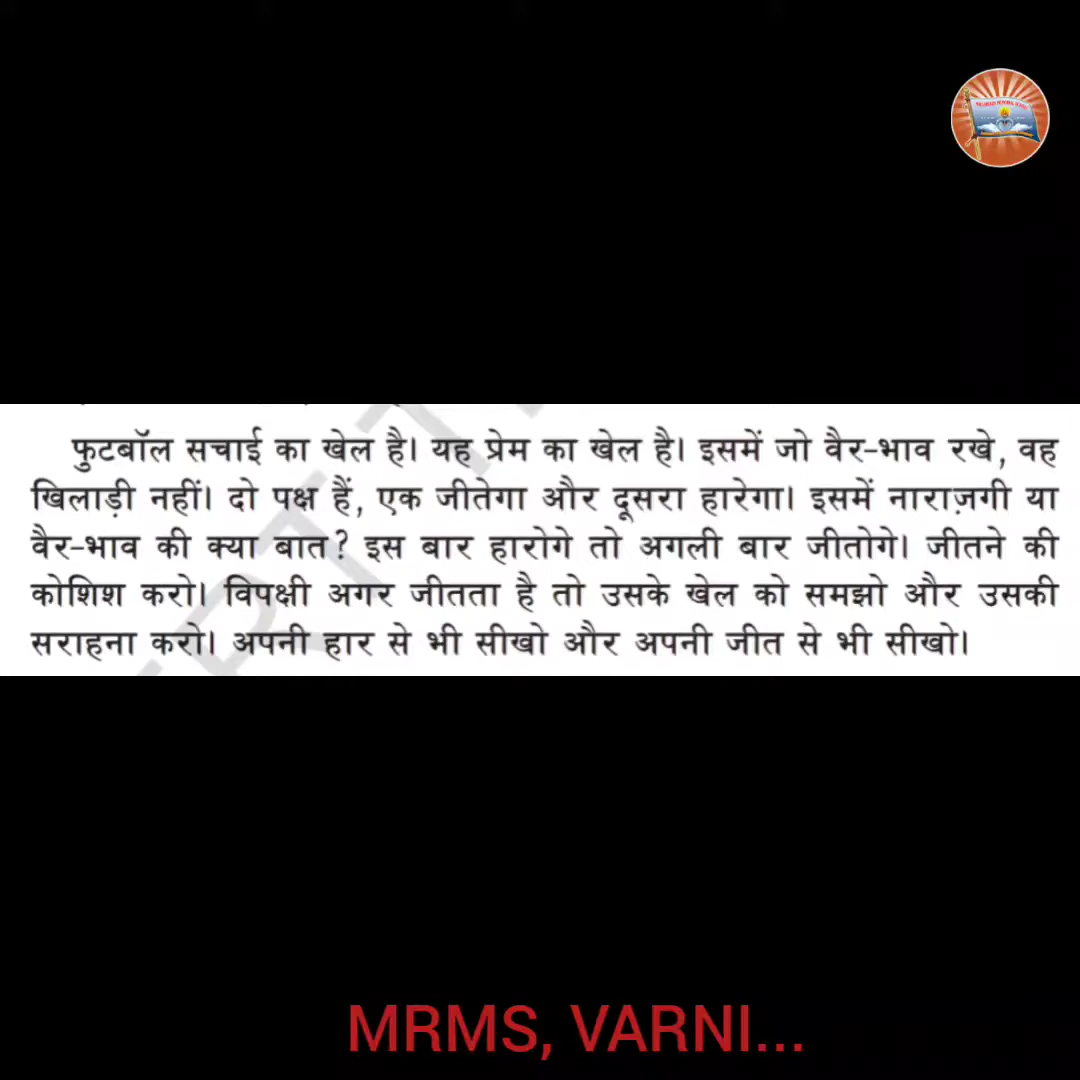 फुटबॉल सचाई का खेल है। यह प्रेम का खेल है। इसमें जो वैर-भाव रखे, वह
खिलाड़ी नहीं। दो पक्ष हैं, एक जीतेगा और दूसरा हारेगा। इसमें नाराज़गी या
वैर-भाव की क्या बात? इस बार हारोगे तो अगली बार जीतोगे। जीतने की
कोशिश करो। विपक्षी अगर जीतता है तो उसके खेल को समझो और उसकी
सराहना करो। अपनी हार से भी सीखो और अपनी जीत से भी सीखो।
MRMS, VARNI...